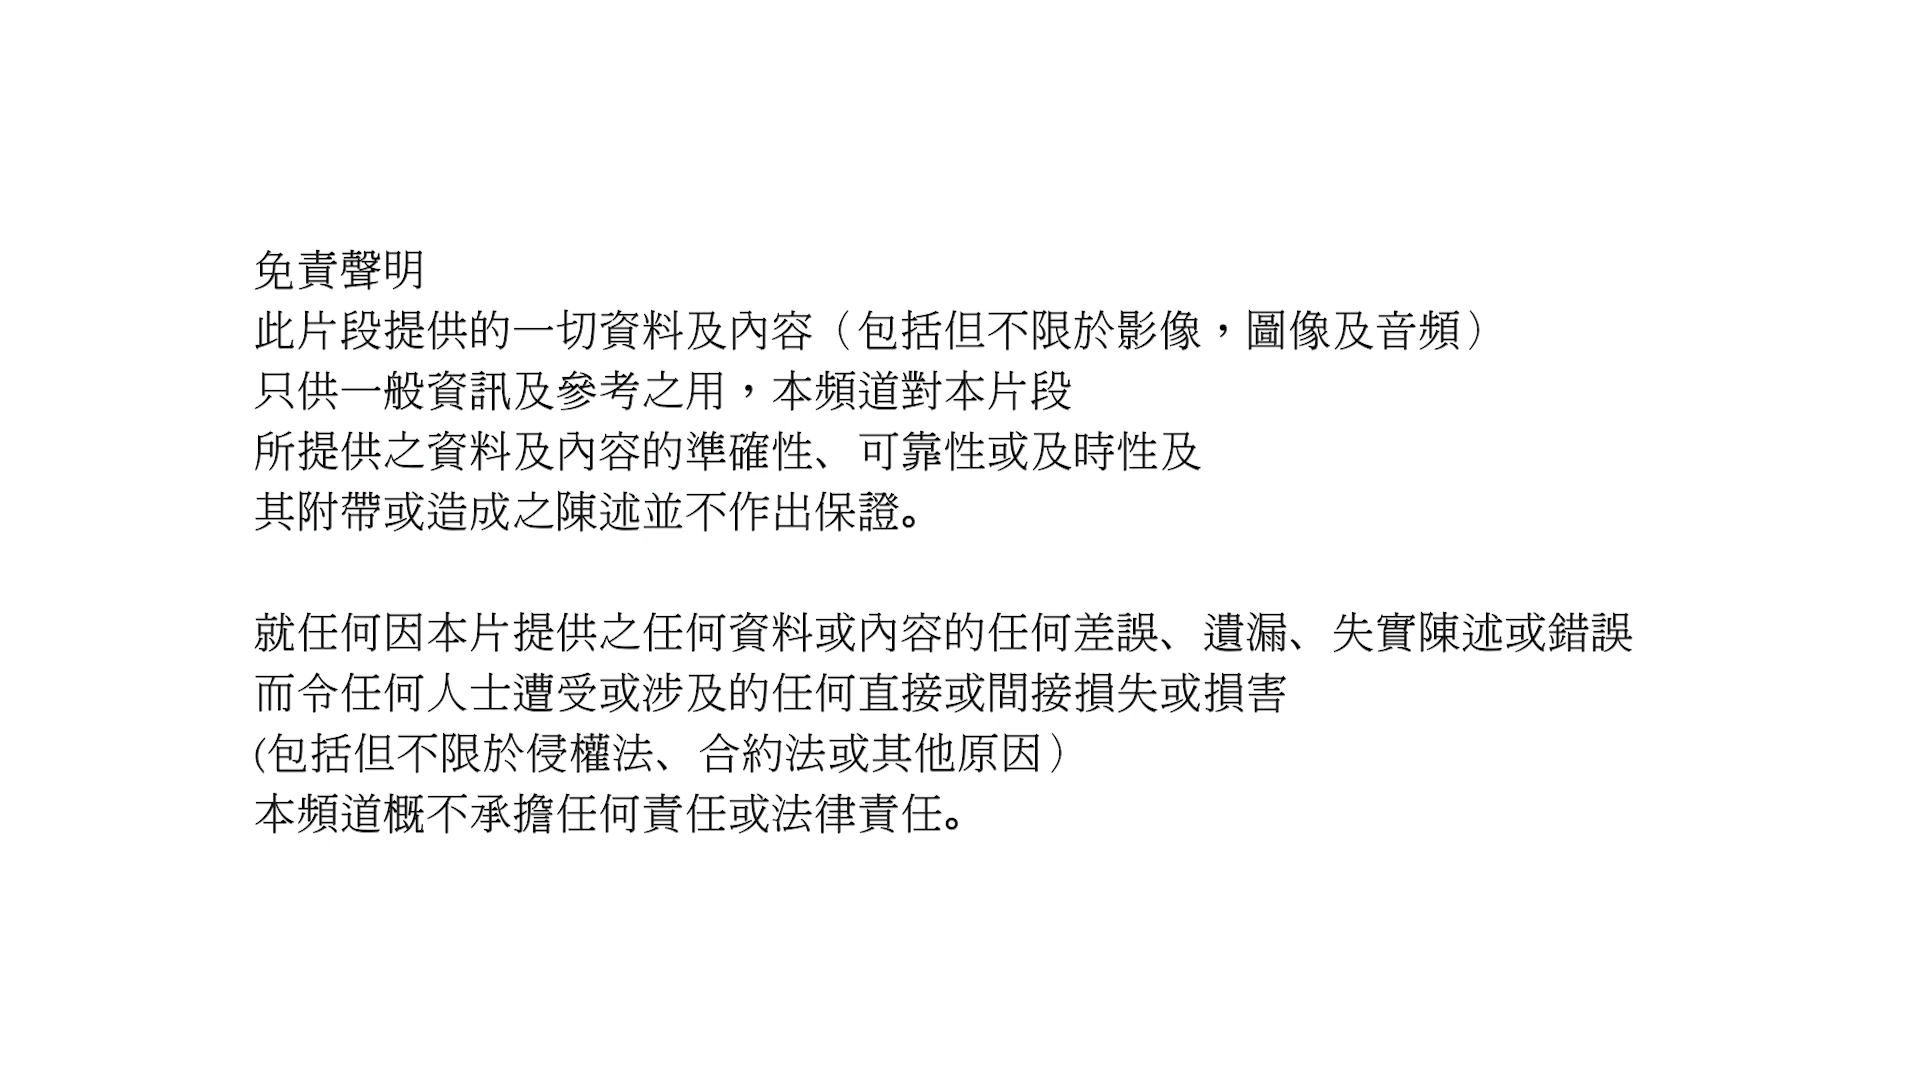 免責聲明
此片段提供的一切資料及內容（包括但不限於影像，圖像及音頻）
只供一般資訊及參考之用，本頻道對本片段
所提供之資料及內容的準確性、可靠性或及時性及
其附帶或造成之陳述並不作出保證。
就任何因本片提供之任何資料或內容的任何差誤、遺漏、失實陳述或錯誤
而令任何人士遭受或涉及的任何直接或間接損失或損害
(包括但不限於侵權法、合約法或其他原因）
本頻道概不承擔任何責任或法律責任。